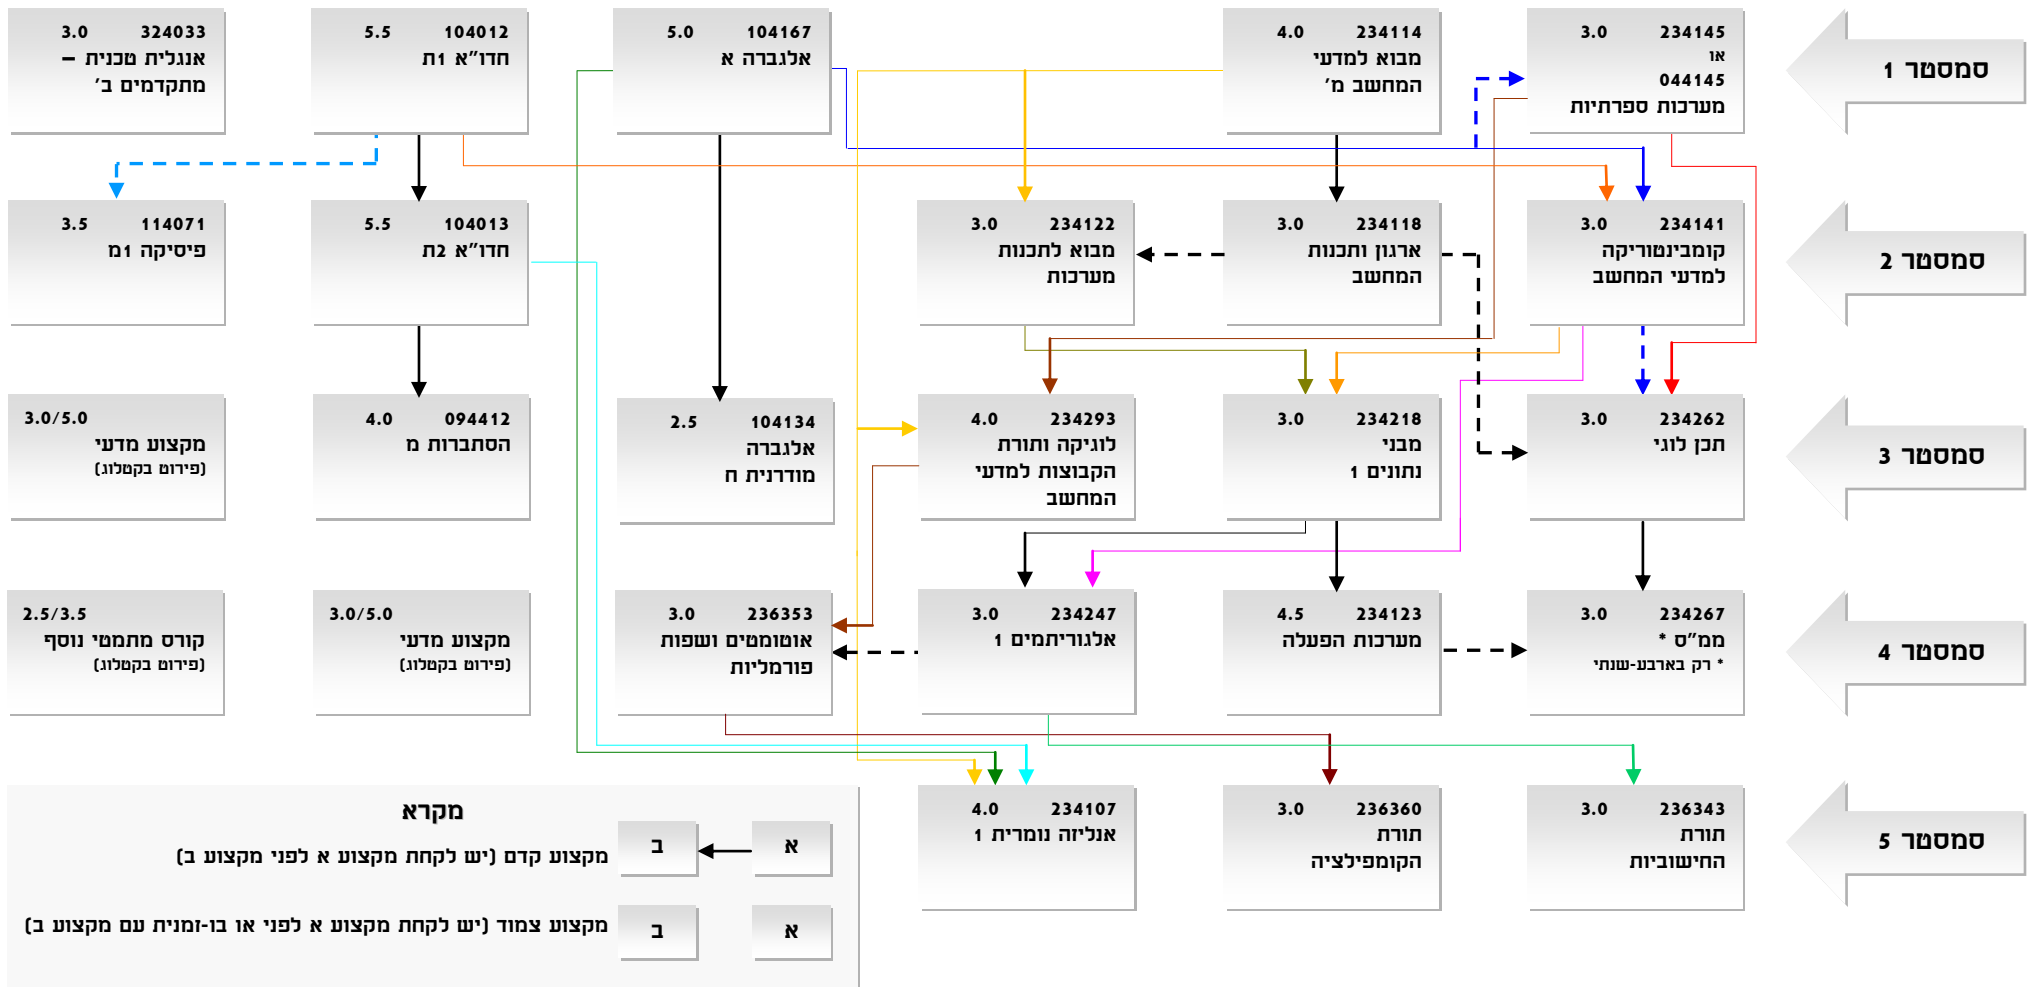 סמסטר 1
234145 3.0
או
044145
מערכות ספרתיות
234114 4.0
מבוא למדעי
המחשב מ'
104167 5.0
אלגברה א
104012 5.5
חדו"א 1ת
324033 3.0
אנגלית טכנית –
מתקדמים ב'
סמסטר 2
234141 3.0
קומבינטוריקה
למדעי המחשב
234118 3.0
ארגון ותכנות
המחשב
234122 3.0
מבוא לתכנות
מערכות
104013 5.5
חדו"א 2ת
114071 3.5
פיסיקה 1מ
סמסטר 3
234262 3.0
תכן לוגי
234218 3.0
מבני
נתונים 1
234293 4.0
לוגיקה ותורת
הקבוצות למדעי
המחשב
104134 2.5
אלגברה
מודרנית ח
094412 4.0
הסתברות מ
3.0/5.0
מקצוע מדעי
(פירוט בקטלוג)
סמסטר 4
234267 3.0
ממ"ס *
* רק בארבע-שנתי
234123 4.5
מערכות הפעלה
234247 3.0
אלגוריתמים 1
236353 3.0
אוטומטים ושפות
פורמליות
3.0/5.0
מקצוע מדעי
(פירוט בקטלוג)
2.5/3.5
קורס מתמטי נוסף
(פירוט בקטלוג)
סמסטר 5
236343 3.0
תורת
החישוביות
236360 3.0
תורת
הקומפילציה
234107 4.0
אנליזה נומרית 1
מקרא
א ב מקצוע קדם (יש לקחת מקצוע א לפני מקצוע ב)
א ב מקצוע צמוד (יש לקחת מקצוע א לפני או בו-זמנית עם מקצוע ב)